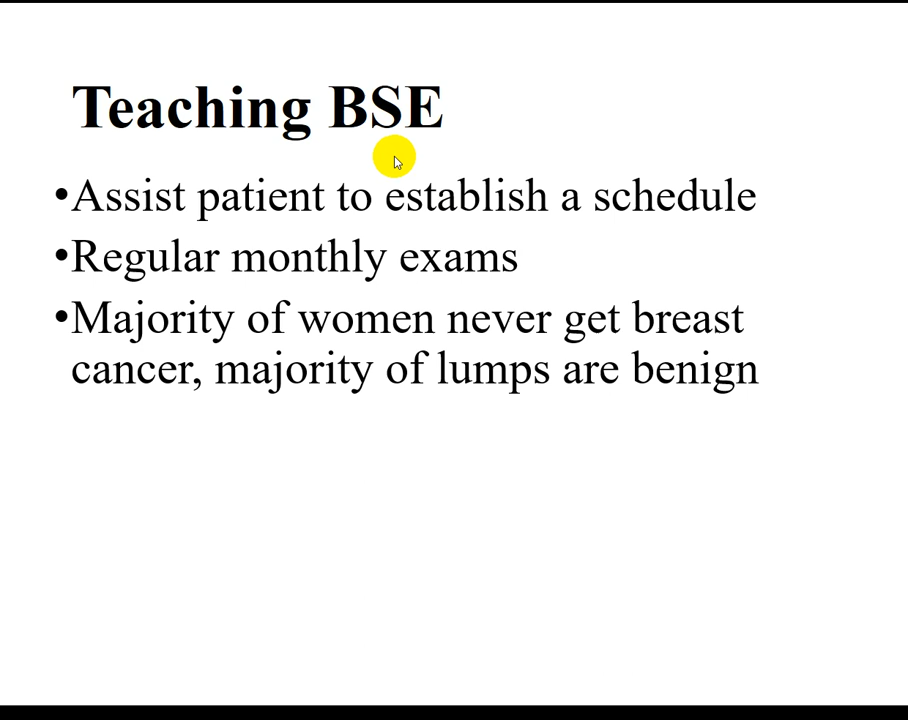 Teaching BSE
•Assist patient to establish a schedule
•Regular monthly exams
•Majority of women never get breast
cancer, majority of lumps are benign